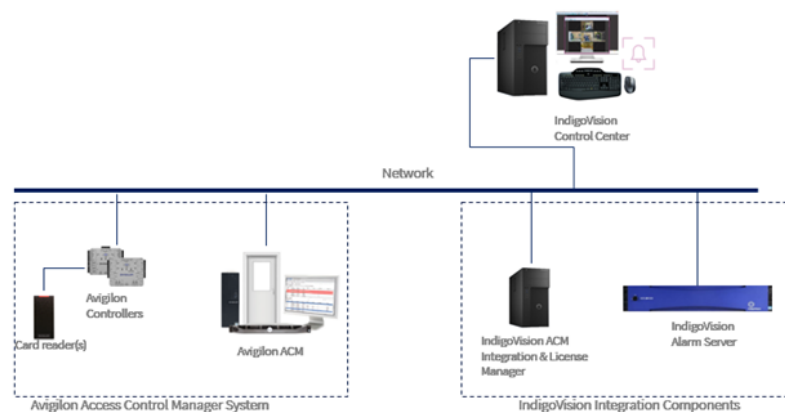 IndigoVision
Control Center
Network
Avigilon
Controllers
Card reader(s)
Avigilon ACM
IndigoVision ACM
Integration & License
Manager
IndigoVision
Alarm Server
Avigilon Access Control Manager System
IndigoVision Integration Components